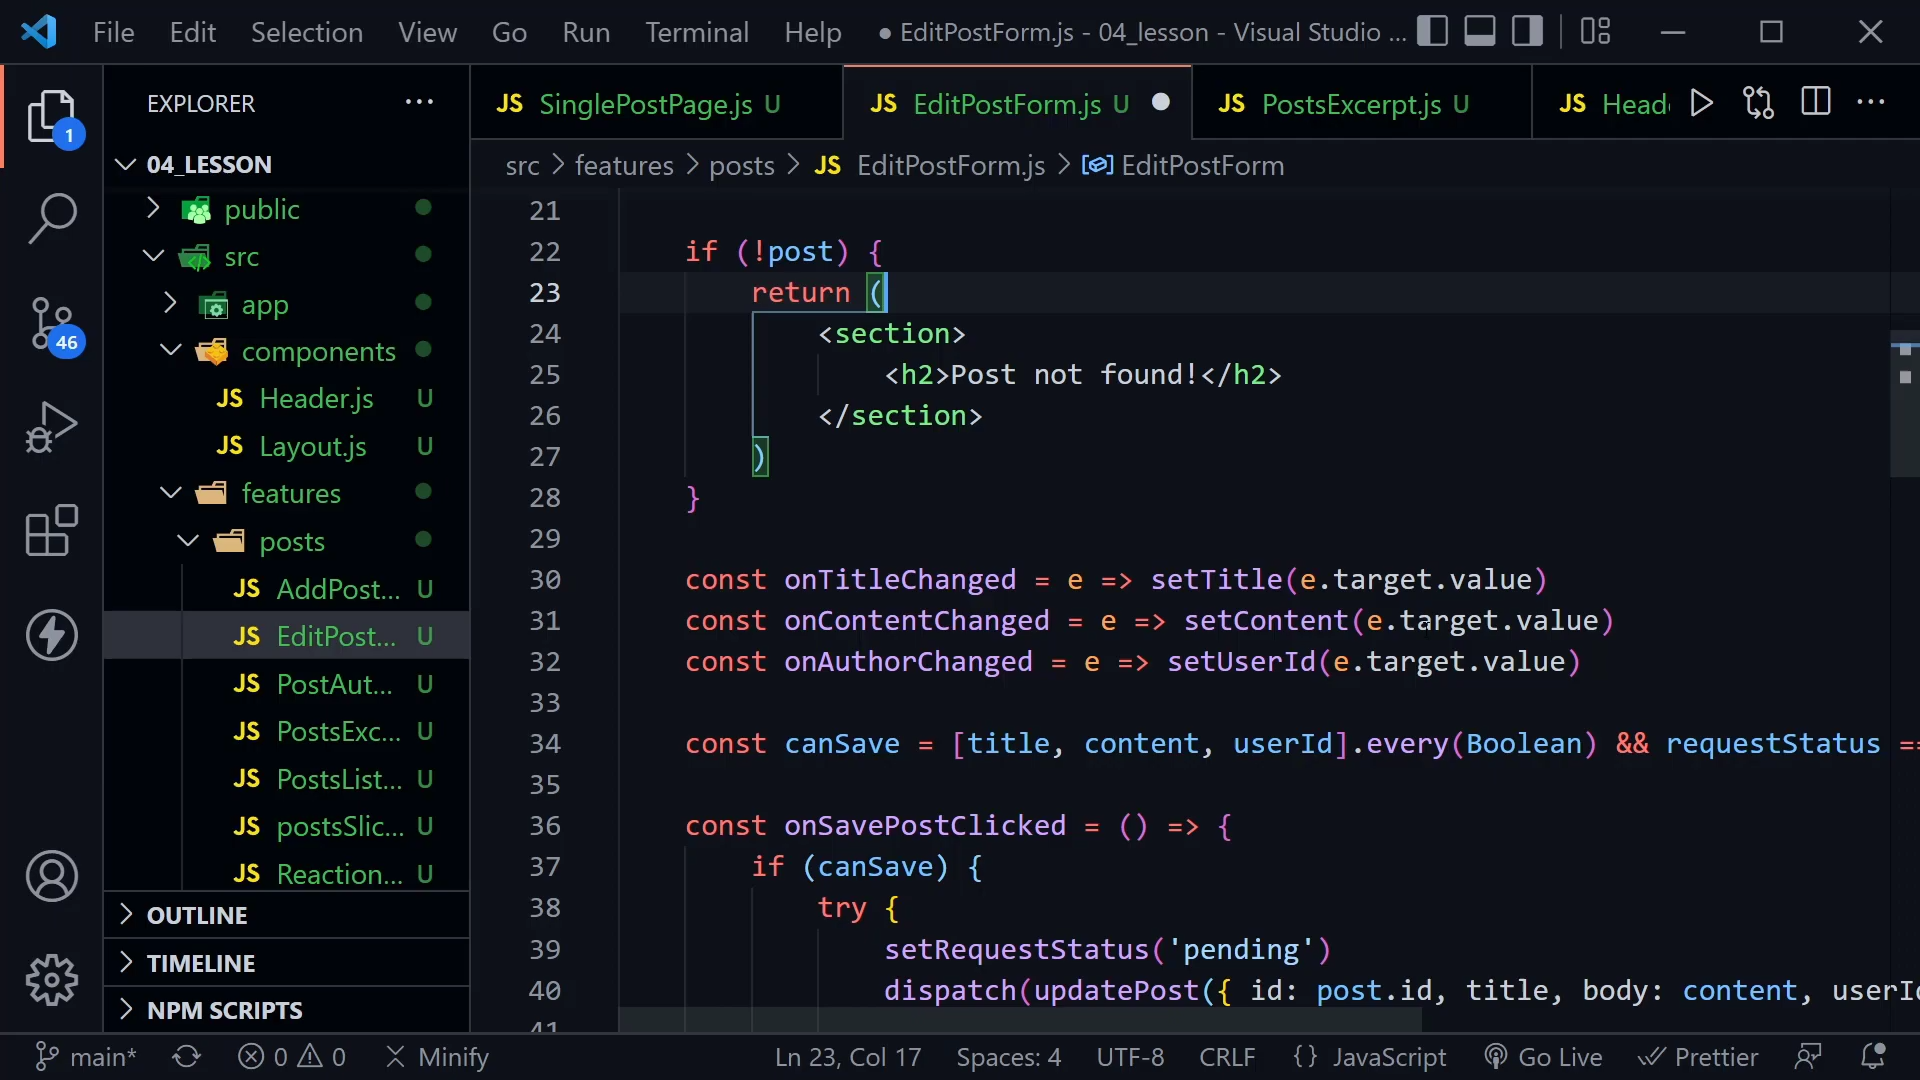 File Edit Selection View Go Run Terminal Help ● EditPostForm.js - 04_lesson - Visual Studio ...
EXPLORER ...
JS SinglePostPage.js U
JS EditPostForm.js U ●
JS PostsExcerpt.js U
JS Head
04_LESSON
public
src
app
components
JS Header.js U
JS Layout.js U
features
posts
JS AddPost... U
JS EditPost... U
JS PostAut... U
JS PostsExc... U
JS PostsList... U
JS postsSlic... U
JS Reaction... U
OUTLINE
TIMELINE
NPM SCRIPTS
1
46
src > features > posts > JS EditPostForm.js > EditPostForm
21
22 if (!post) {
23 return (
24 <section>
25 <h2>Post not found!</h2>
26 </section>
27 )
28 }
29
30 const onTitleChanged = e => setTitle(e.target.value)
31 const onContentChanged = e => setContent(e.target.value)
32 const onAuthorChanged = e => setUserId(e.target.value)
33
34 const canSave = [title, content, userId].every(Boolean) && requestStatus ==
35
36 const onSavePostClicked = () => {
37 if (canSave) {
38 try {
39 setRequestStatus('pending')
40 dispatch(updatePost({ id: post.id, title, body: content, userId
41
main* 0 0 Minify Ln 23, Col 17 Spaces: 4 UTF-8 CRLF {} JavaScript Go Live Prettier